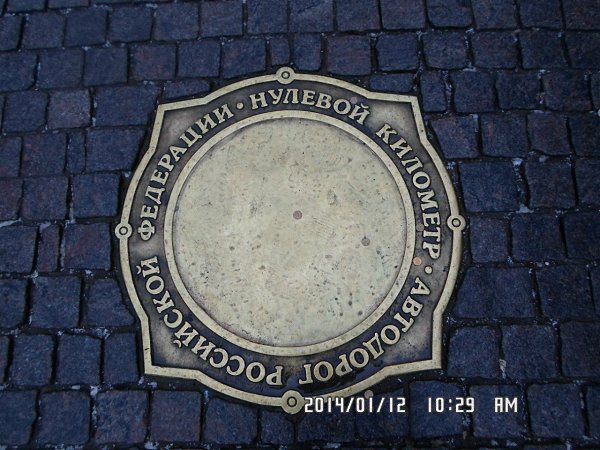 НУЛЕВОЙ КИЛОМЕТР • АВТОДОРОГ РОССИЙСКОЙ ФЕДЕРАЦИИ •
2014/01/12 10:29 AM